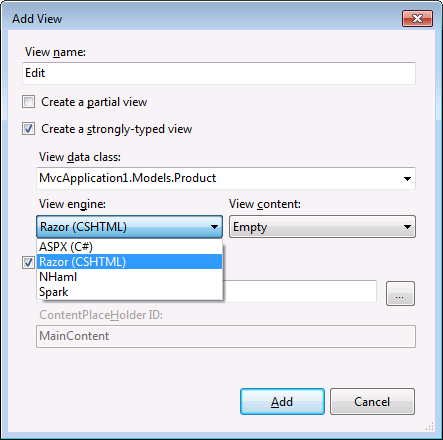 Add View
View name:
Edit
Create a partial view
Create a strongly-typed view
View data class:
MvcApplication1.Models.Product
View engine:
View content:
Razor (CSHTML)
Empty
ASPX (C#)
Razor (CSHTML)
NHaml
Spark
...
ContentPlaceHolder ID:
MainContent
Add
Cancel